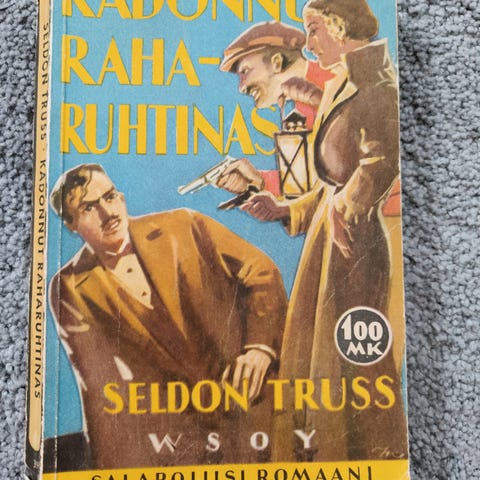 KADONNUT
RAHA-
RUHTINAS
100
MK
SELDON TRUSS
WSOY
SALAPOLIISIROMAANI
SELDON TRUSS · KADONNUT RAHARUHTINAS